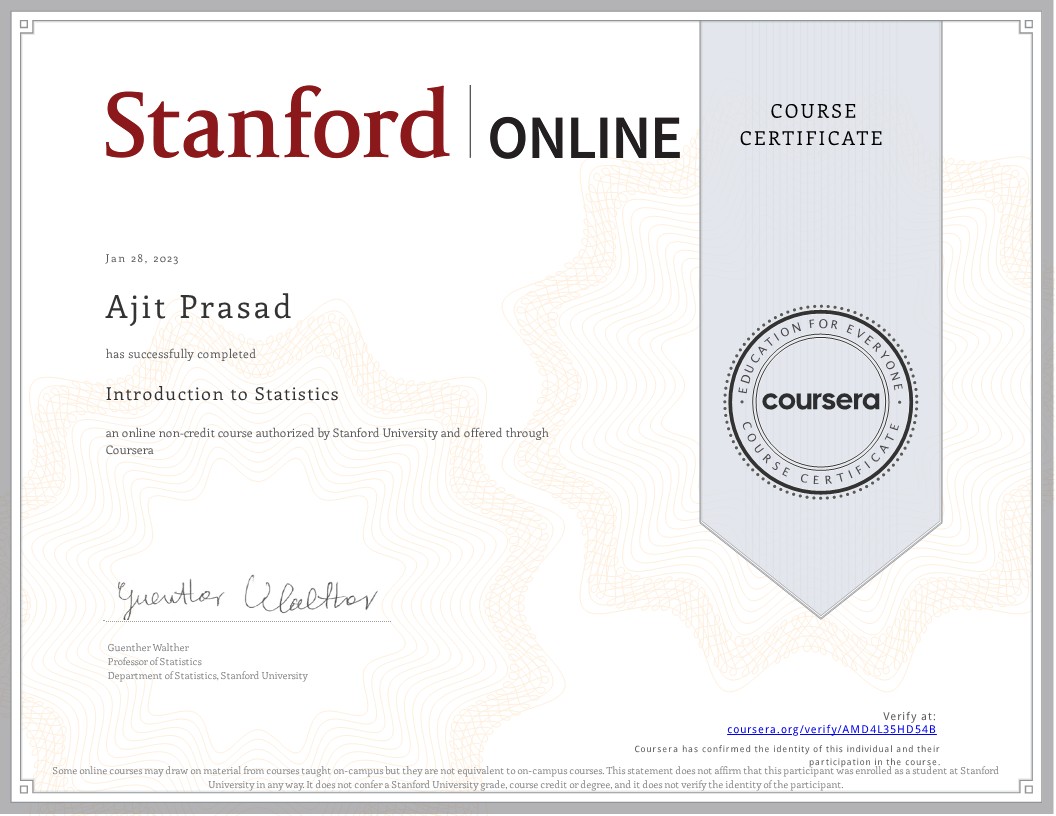 Stanford | ONLINE
COURSE
CERTIFICATE
Jan 28, 2023
Ajit Prasad
has successfully completed
Introduction to Statistics
an online non-credit course authorized by Stanford University and offered through
Coursera
EDUCATION FOR EVERYONE
coursera
COURSE CERTIFICATE
Guenther Walther
Guenther Walther
Professor of Statistics
Department of Statistics, Stanford University
Verify at:
coursera.org/verify/AMD4L35HD54B
Coursera has confirmed the identity of this individual and their
participation in the course.
Some online courses may draw on material from courses taught on-campus but they are not equivalent to on-campus courses. This statement does not affirm that this participant was enrolled as a student at Stanford
University in any way. It does not confer a Stanford University grade, course credit or degree, and it does not verify the identity of the participant.